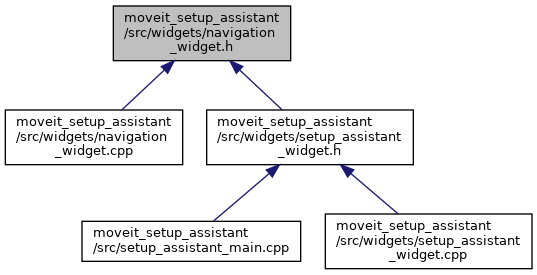 moveit_setup_assistant
/src/widgets/navigation
_widget.h
moveit_setup_assistant
/src/widgets/navigation
_widget.cpp
moveit_setup_assistant
/src/widgets/setup_assistant
_widget.h
moveit_setup_assistant
/src/setup_assistant_main.cpp
moveit_setup_assistant
/src/widgets/setup_assistant
_widget.cpp